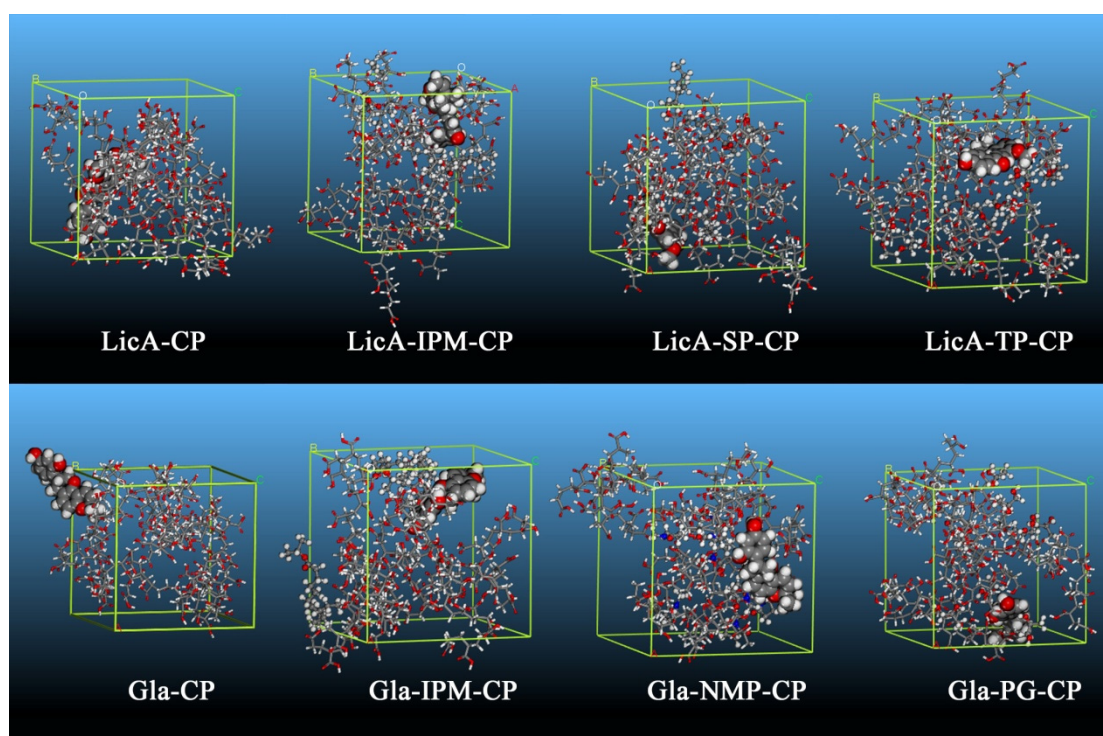 B
O
C
B
O
A
B
O
C
B
O
C
LicA-CP
LicA-IPM-CP
LicA-SP-CP
LicA-TP-CP
B
C
B
C
B
O
C
B
O
C
Gla-CP
Gla-IPM-CP
Gla-NMP-CP
Gla-PG-CP